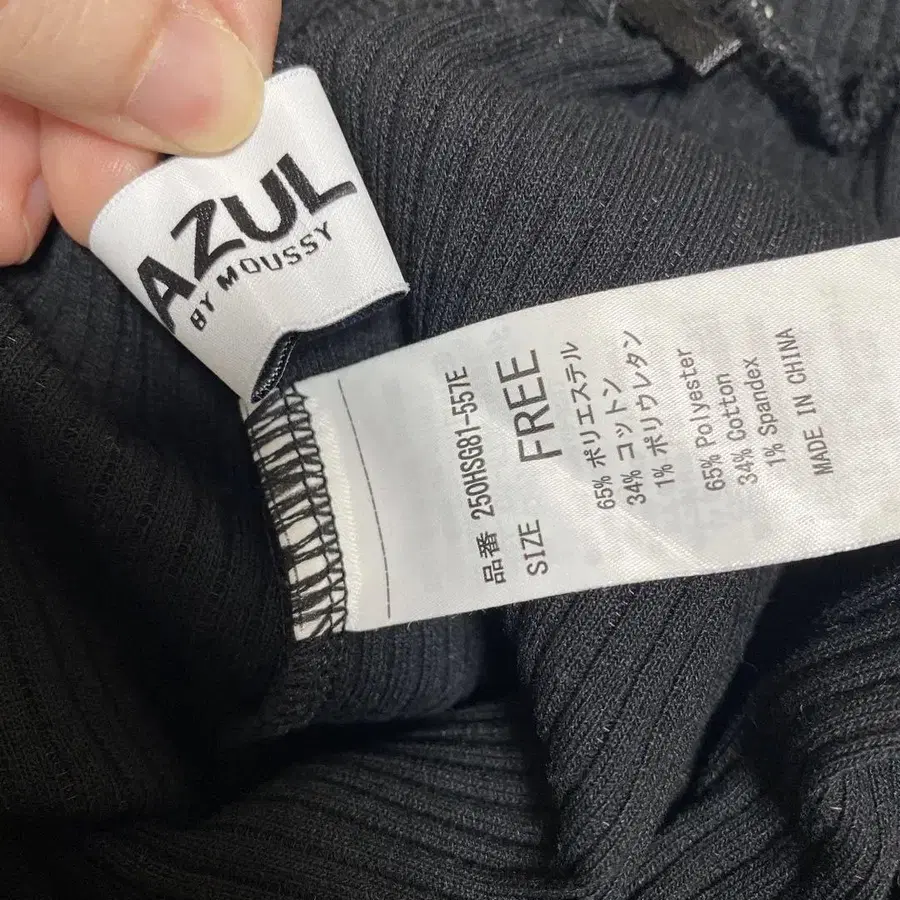 AZUL
BY MOUSSY
品番 250HSG81-557E
SIZE FREE
65% ポリエステル
34% コットン
1% ポリウレタン
65% Polyester
34% Cotton
1% Spandex
MADE IN CHINA